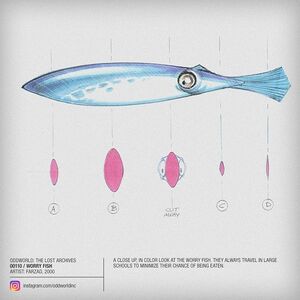 A
B
CUT
AWAY
C
D
ODDWORLD: THE LOST ARCHIVES
00110 / WORRY FISH
ARTIST: FARZAD, 2000
A CLOSE UP, IN COLOR LOOK AT THE WORRY FISH. THEY ALWAYS TRAVEL IN LARGE
SCHOOLS TO MINIMIZE THEIR CHANCE OF BEING EATEN.
instagram.com/oddworldinc